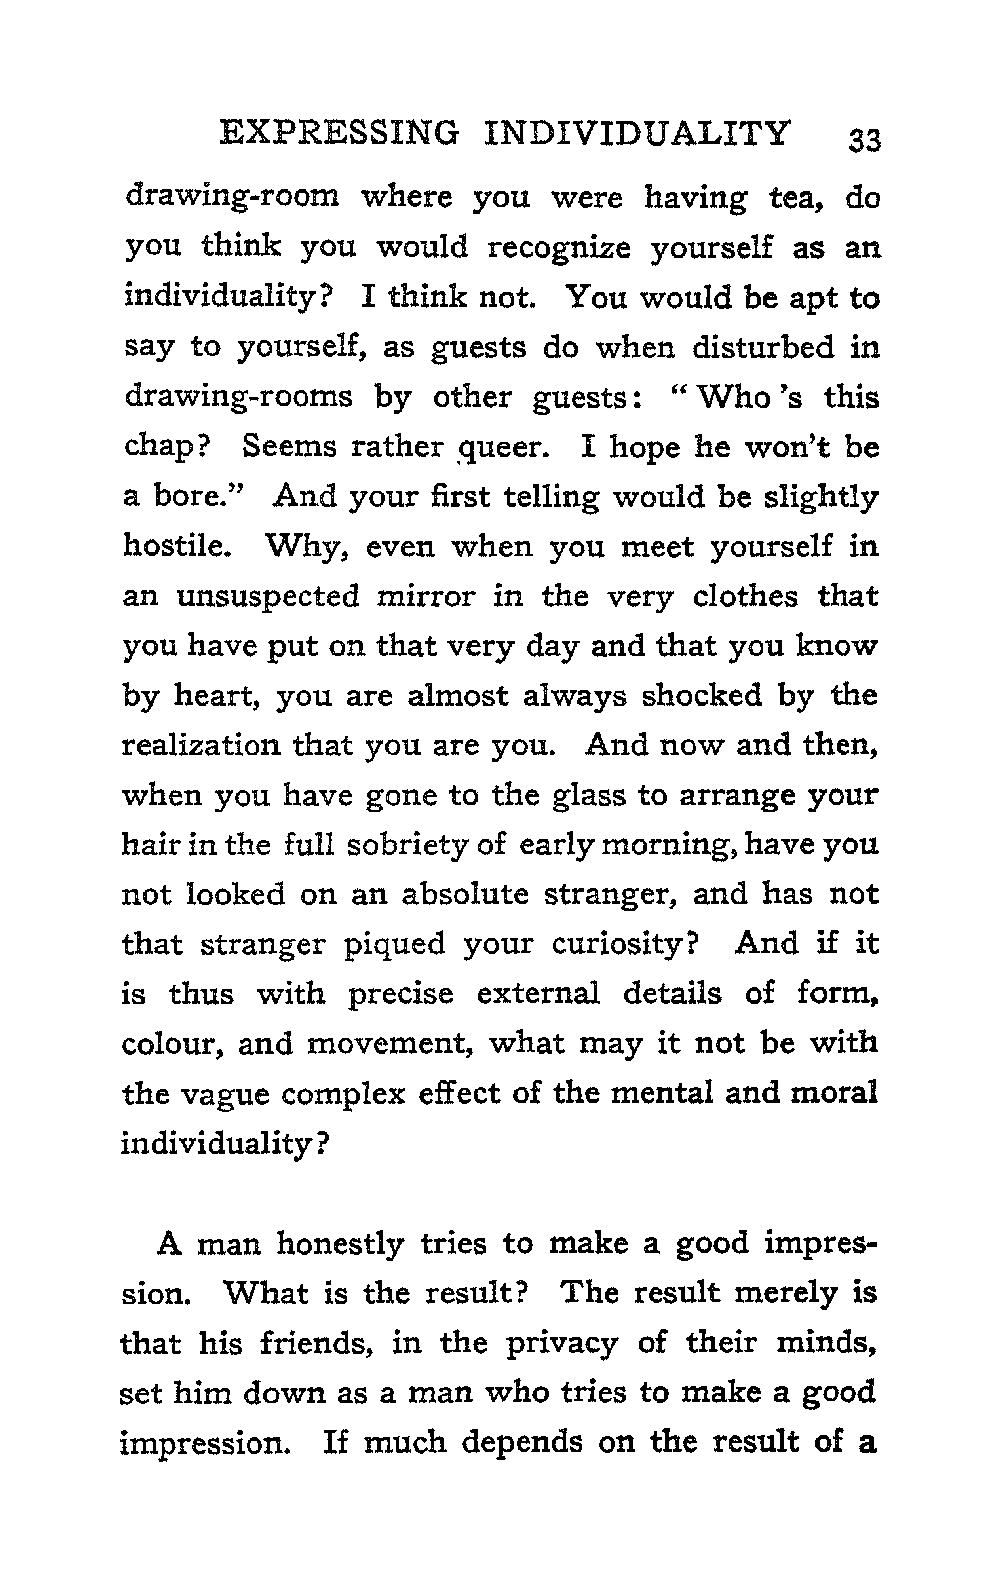 EXPRESSING INDIVIDUALITY 33
drawing-room where you were having tea, do
you think you would recognize yourself as an
individuality? I think not. You would be apt to
say to yourself, as guests do when disturbed in
drawing-rooms by other guests: “ Who ’s this
chap? Seems rather queer. I hope he won’t be
a bore.” And your first telling would be slightly
hostile. Why, even when you meet yourself in
an unsuspected mirror in the very clothes that
you have put on that very day and that you know
by heart, you are almost always shocked by the
realization that you are you. And now and then,
when you have gone to the glass to arrange your
hair in the full sobriety of early morning, have you
not looked on an absolute stranger, and has not
that stranger piqued your curiosity? And if it
is thus with precise external details of form,
colour, and movement, what may it not be with
the vague complex effect of the mental and moral
individuality?
A man honestly tries to make a good impres-
sion. What is the result? The result merely is
that his friends, in the privacy of their minds,
set him down as a man who tries to make a good
impression. If much depends on the result of a